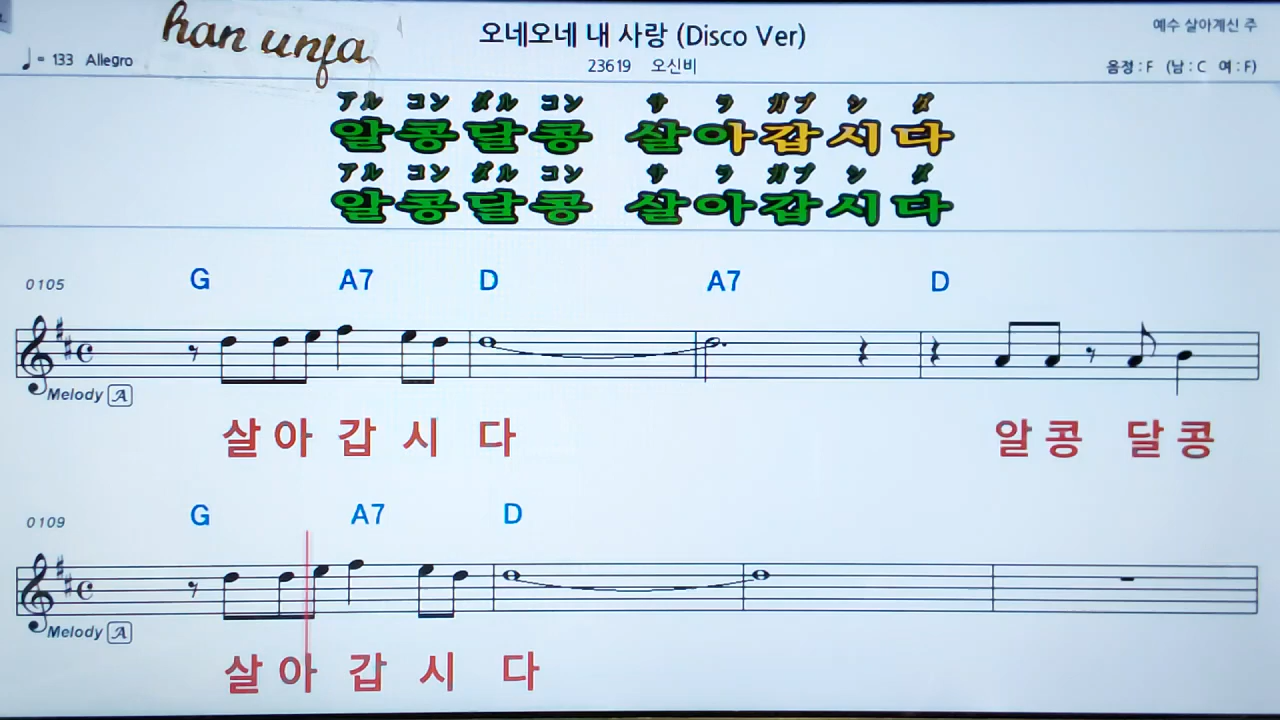 han unja
오네오네 내 사랑 (Disco Ver)
예수 살아계신 주
♩= 133 Allegro
23619 오신비
음정 : F (남 : C 여 : F)
アル コン ダル コン サ ラ ガプ シ ダ
알콩달콩 살아갑시다
アル コン ダル コン サ ラ ガプ シ ダ
알콩달콩 살아갑시다
0105 G A7 D A7 D
Melody A
살 아 갑 시 다 알 콩 달 콩
0109 G A7 D
Melody A
살 아 갑 시 다